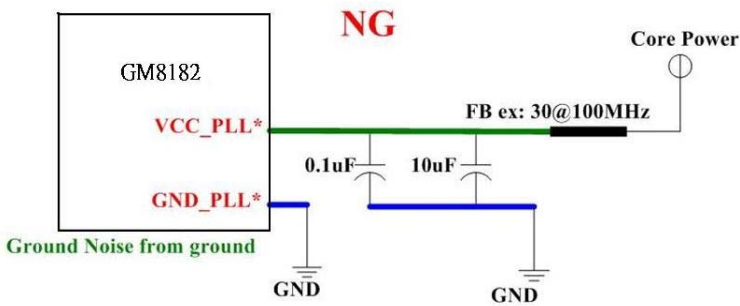 NG
Core Power
GM8182
FB ex: 30@100MHz
VCC_PLL*
0.1uF
10uF
GND_PLL*
Ground Noise from ground
GND
GND